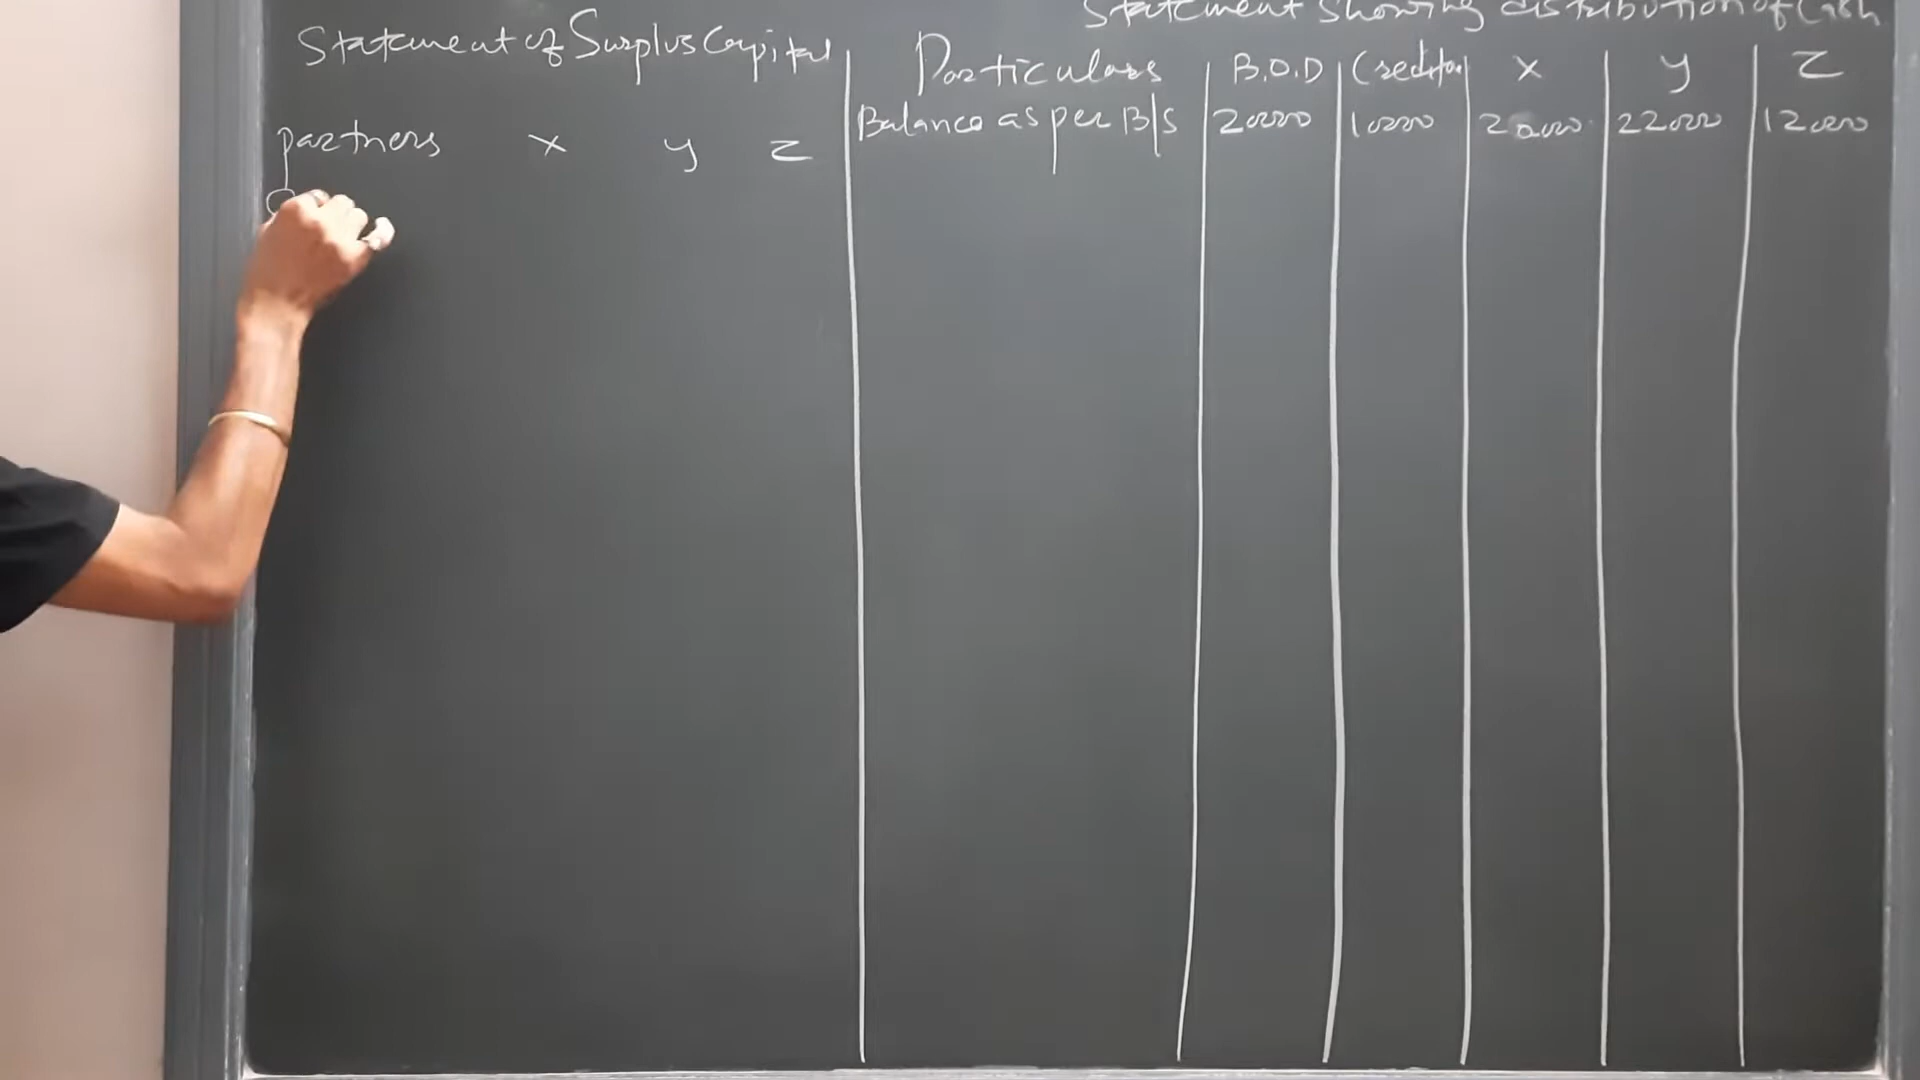 Statement of Surplus Capital
partners x y z
Statement showing distribution of Cash
Particulars B.O.D Creditors x y z
Balance as per B/S 20000 10000 20000 22000 12000